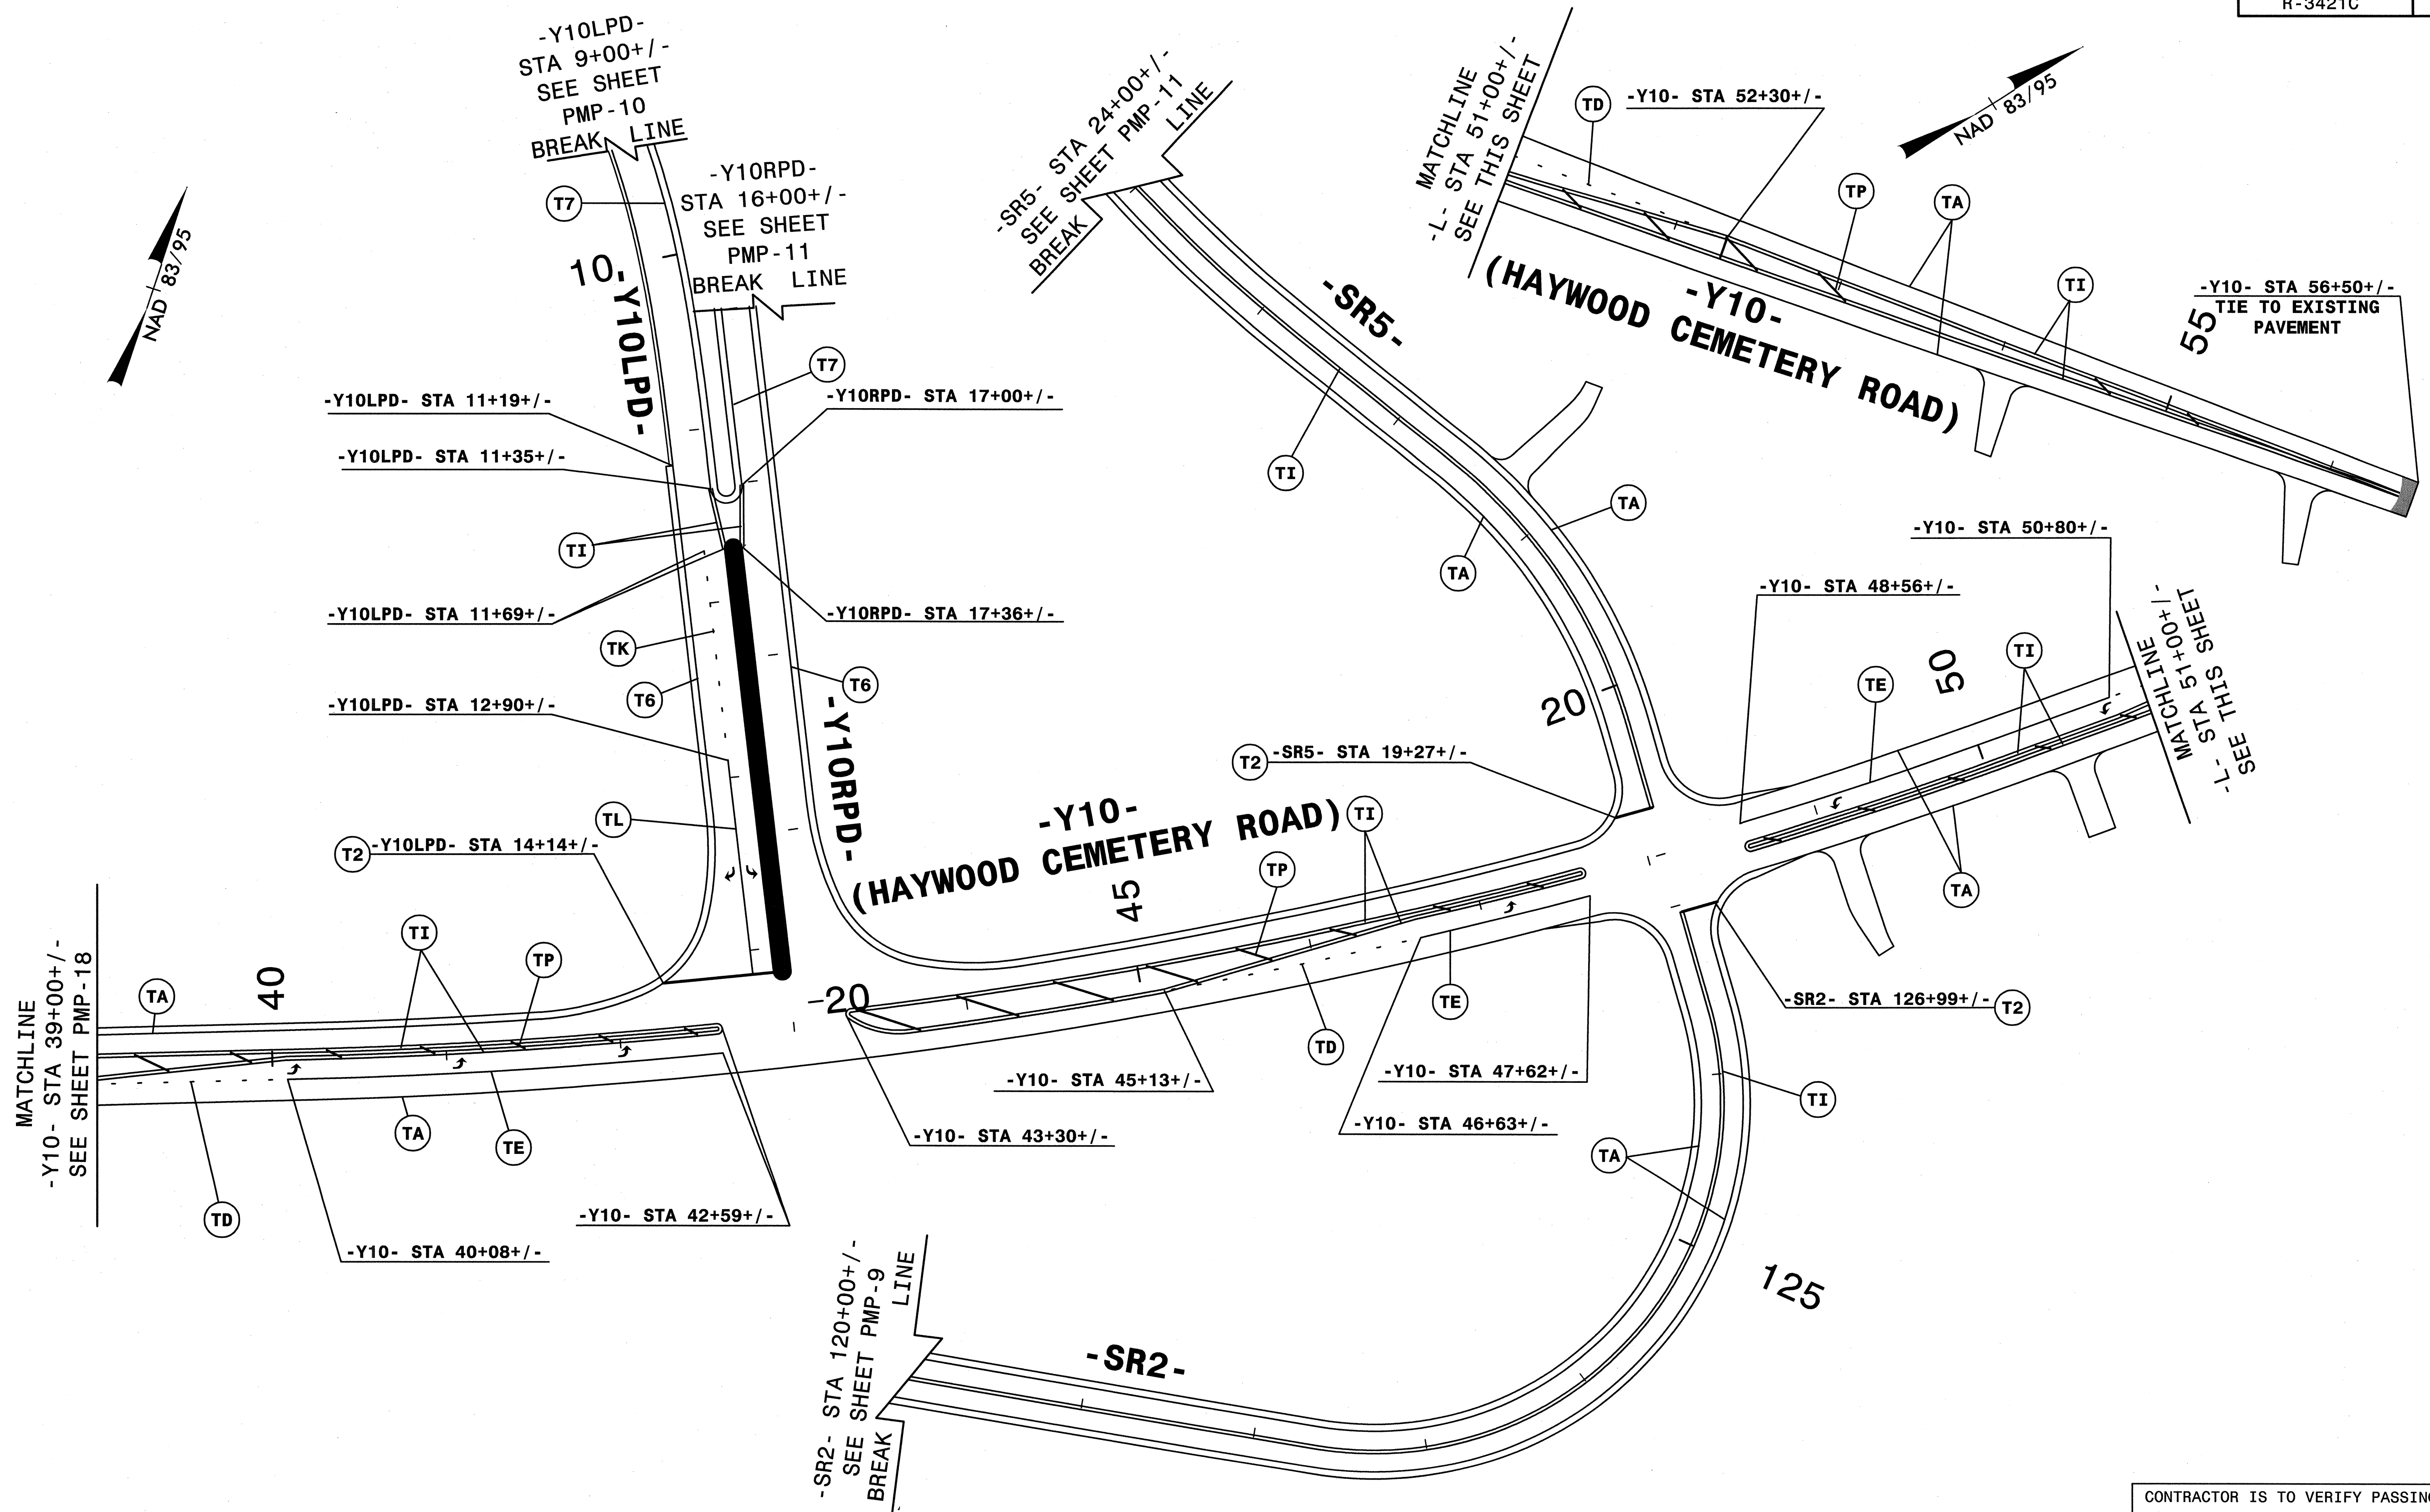 R-3421C
-Y10LPD-
STA 9+00+/-
SEE SHEET
PMP-10
BREAK LINE
-Y10RPD-
STA 16+00+/-
SEE SHEET
PMP-11
BREAK LINE
T7
10
-Y10LPD-
NAD 83/95
T7
-Y10LPD- STA 11+19+/-
-Y10RPD- STA 17+00+/-
-Y10LPD- STA 11+35+/-
TI
-Y10LPD- STA 11+69+/-
-Y10RPD- STA 17+36+/-
TK
T6
T6
-Y10LPD- STA 12+90+/-
-Y10RPD-
TL
T2
-Y10LPD- STA 14+14+/-
-SR5- STA 24+00+/-
SEE SHEET PMP-11
BREAK LINE
-SR5-
TI
TA
TA
20
T2
-SR5- STA 19+27+/-
MATCHLINE
-L- STA 51+00+/-
SEE THIS SHEET
TD
-Y10- STA 52+30+/-
NAD 83/95
TP
TA
TI
-Y10-
(HAYWOOD CEMETERY ROAD)
55
-Y10- STA 56+50+/-
TIE TO EXISTING
PAVEMENT
-Y10- STA 50+80+/-
-Y10- STA 48+56+/-
TE
50
TI
MATCHLINE
-L- STA 51+00+/-
SEE THIS SHEET
TA
-Y10-
(HAYWOOD CEMETERY ROAD)
45
TI
TP
MATCHLINE
-Y10- STA 39+00+/-
SEE SHEET PMP-18
TA
40
TI
TP
20
TD
TA
TE
-Y10- STA 42+59+/-
-Y10- STA 40+08+/-
-Y10- STA 43+30+/-
-Y10- STA 45+13+/-
TD
TE
-Y10- STA 47+62+/-
-Y10- STA 46+63+/-
-SR2- STA 126+99+/-
T2
TI
TA
125
-SR2- STA 120+00+/-
SEE SHEET PMP-9
BREAK LINE
-SR2-
CONTRACTOR IS TO VERIFY PASSING